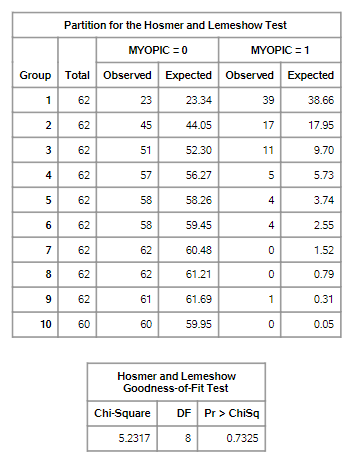 Partition for the Hosmer and Lemeshow Test
MYOPIC = 0 MYOPIC = 1
Group Total Observed Expected Observed Expected
1 62 23 23.34 39 38.66
2 62 45 44.05 17 17.95
3 62 51 52.30 11 9.70
4 62 57 56.27 5 5.73
5 62 58 58.26 4 3.74
6 62 58 59.45 4 2.55
7 62 62 60.48 0 1.52
8 62 62 61.21 0 0.79
9 62 61 61.69 1 0.31
10 60 60 59.95 0 0.05
Hosmer and Lemeshow
Goodness-of-Fit Test
Chi-Square DF Pr > ChiSq
5.2317 8 0.7325